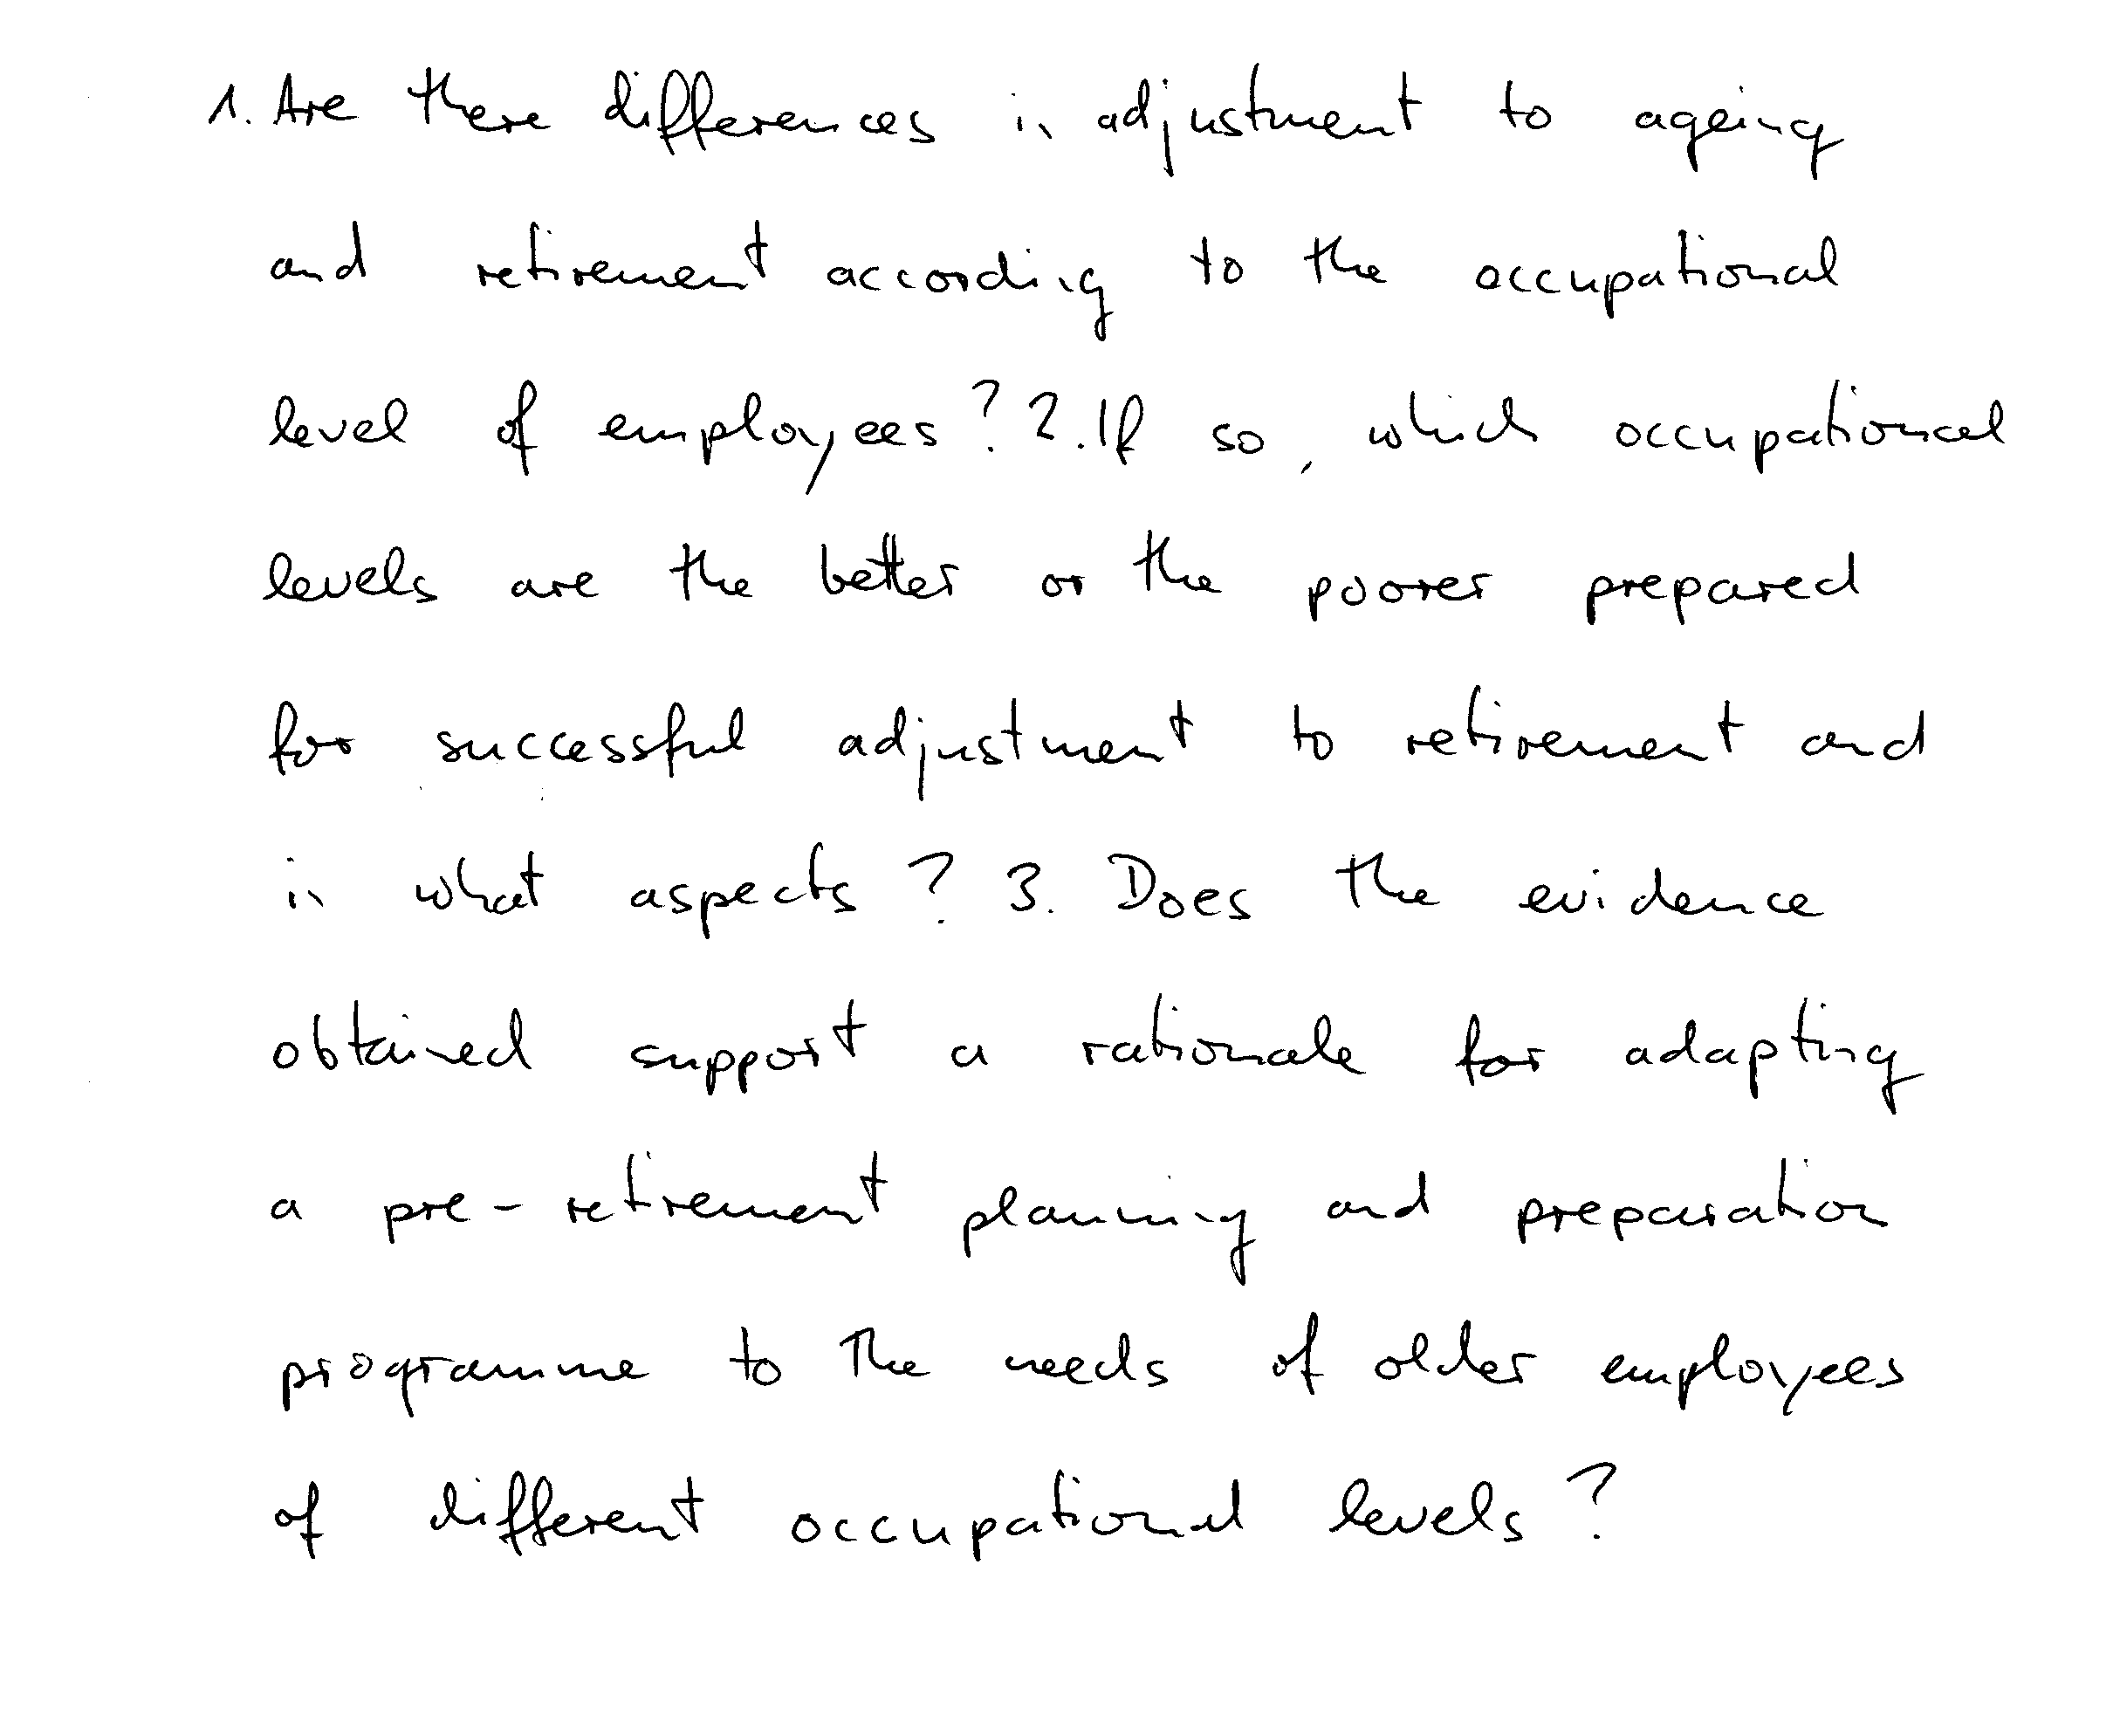 1. Are there differences in adjustment to ageing
and retirement according to the occupational
level of employees? 2. If so, which occupational
levels are the better or the poorer prepared
for successful adjustment to retirement and
in what aspects? 3. Does the evidence
obtained support a rationale for adapting
a pre-retirement planning and preparation
programme to the needs of older employees
of different occupational levels?